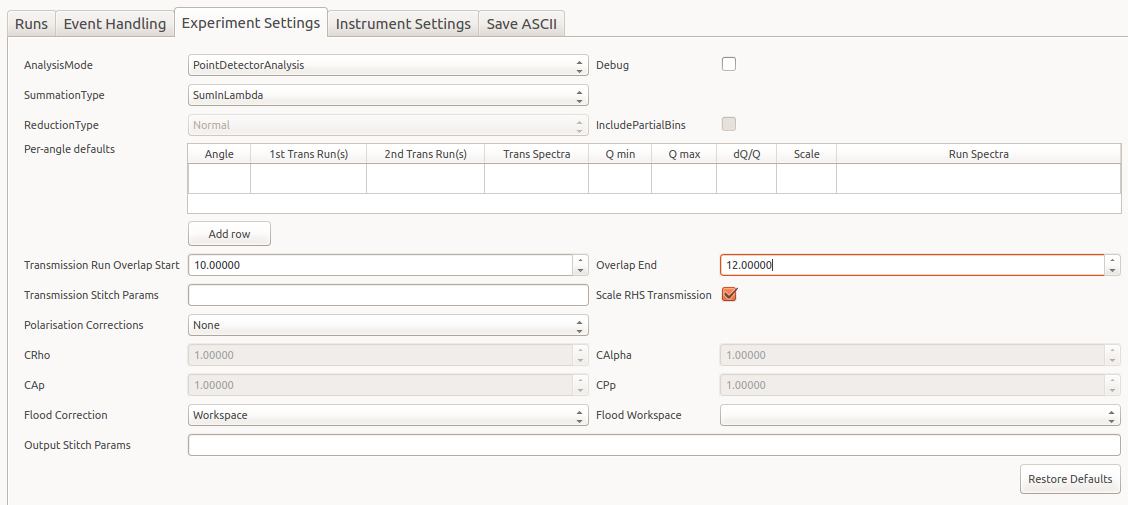 Runs Event Handling Experiment Settings Instrument Settings Save ASCII
AnalysisMode PointDetectorAnalysis Debug
SummationType SumInLambda
ReductionType Normal IncludePartialBins
Per-angle defaults
Angle 1st Trans Run(s) 2nd Trans Run(s) Trans Spectra Q min Q max dQ/Q Scale Run Spectra
Add row
Transmission Run Overlap Start 10.00000 Overlap End 12.00000
Transmission Stitch Params Scale RHS Transmission
Polarisation Corrections None
CRho 1.00000 CAlpha 1.00000
CAp 1.00000 CPp 1.00000
Flood Correction Workspace Flood Workspace
Output Stitch Params
Restore Defaults